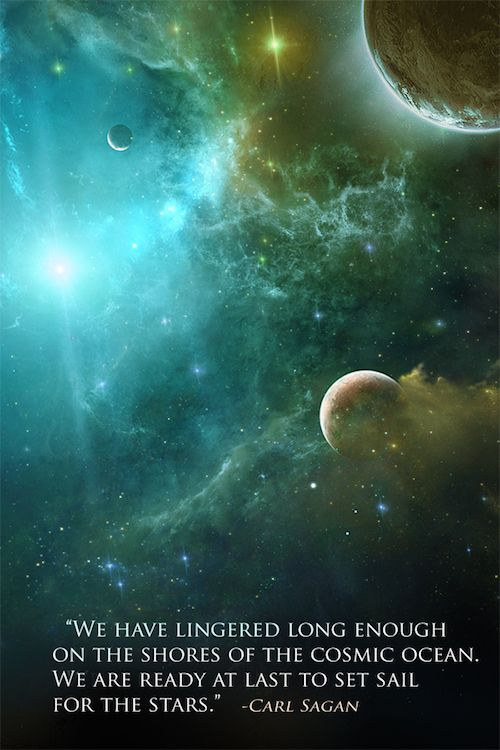 “We have lingered long enough
on the shores of the cosmic ocean.
We are ready at last to set sail
for the stars.” -Carl Sagan